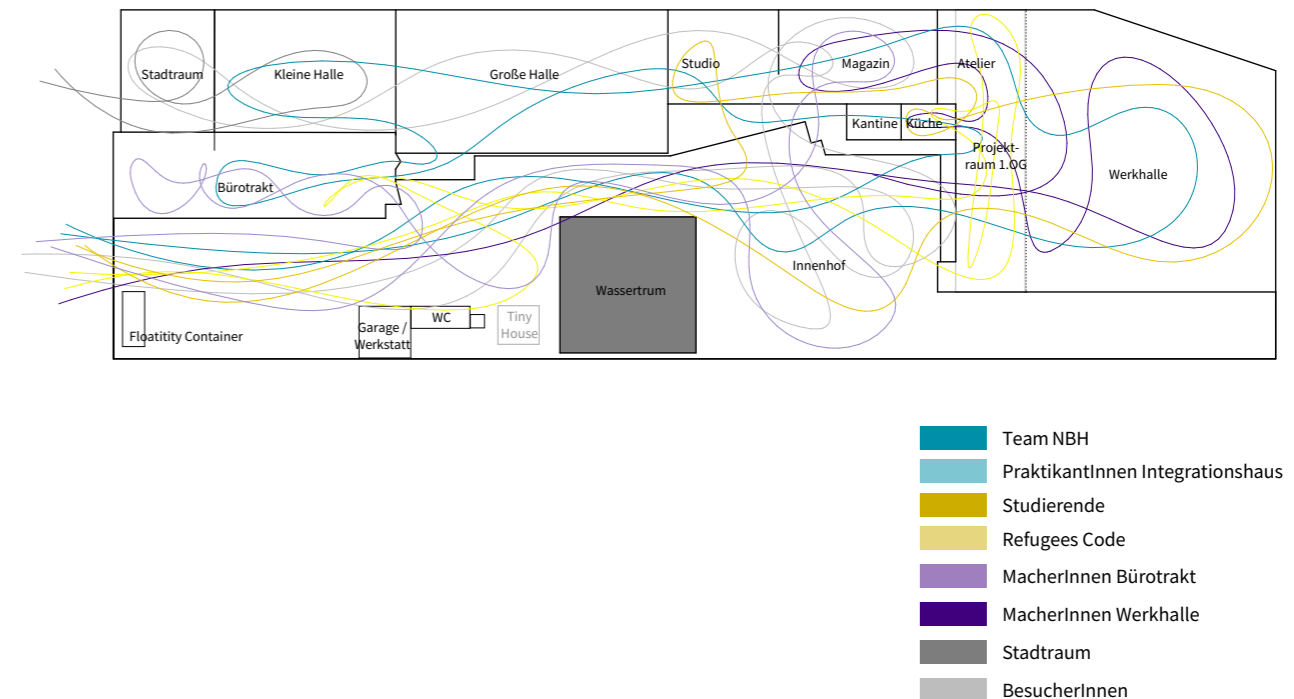 Stadtraum
Kleine Halle
Große Halle
Studio
Magazin
Atelier
Kantine
Küche
Projekt-
raum 1.OG
Werkhalle
Bürotrakt
Innenhof
Wassertrum
Floatitity Container
Garage /
Werkstatt
WC
Tiny
House
Team NBH
PraktikantInnen Integrationshaus
Studierende
Refugees Code
MacherInnen Bürotrakt
MacherInnen Werkhalle
Stadtraum
BesucherInnen